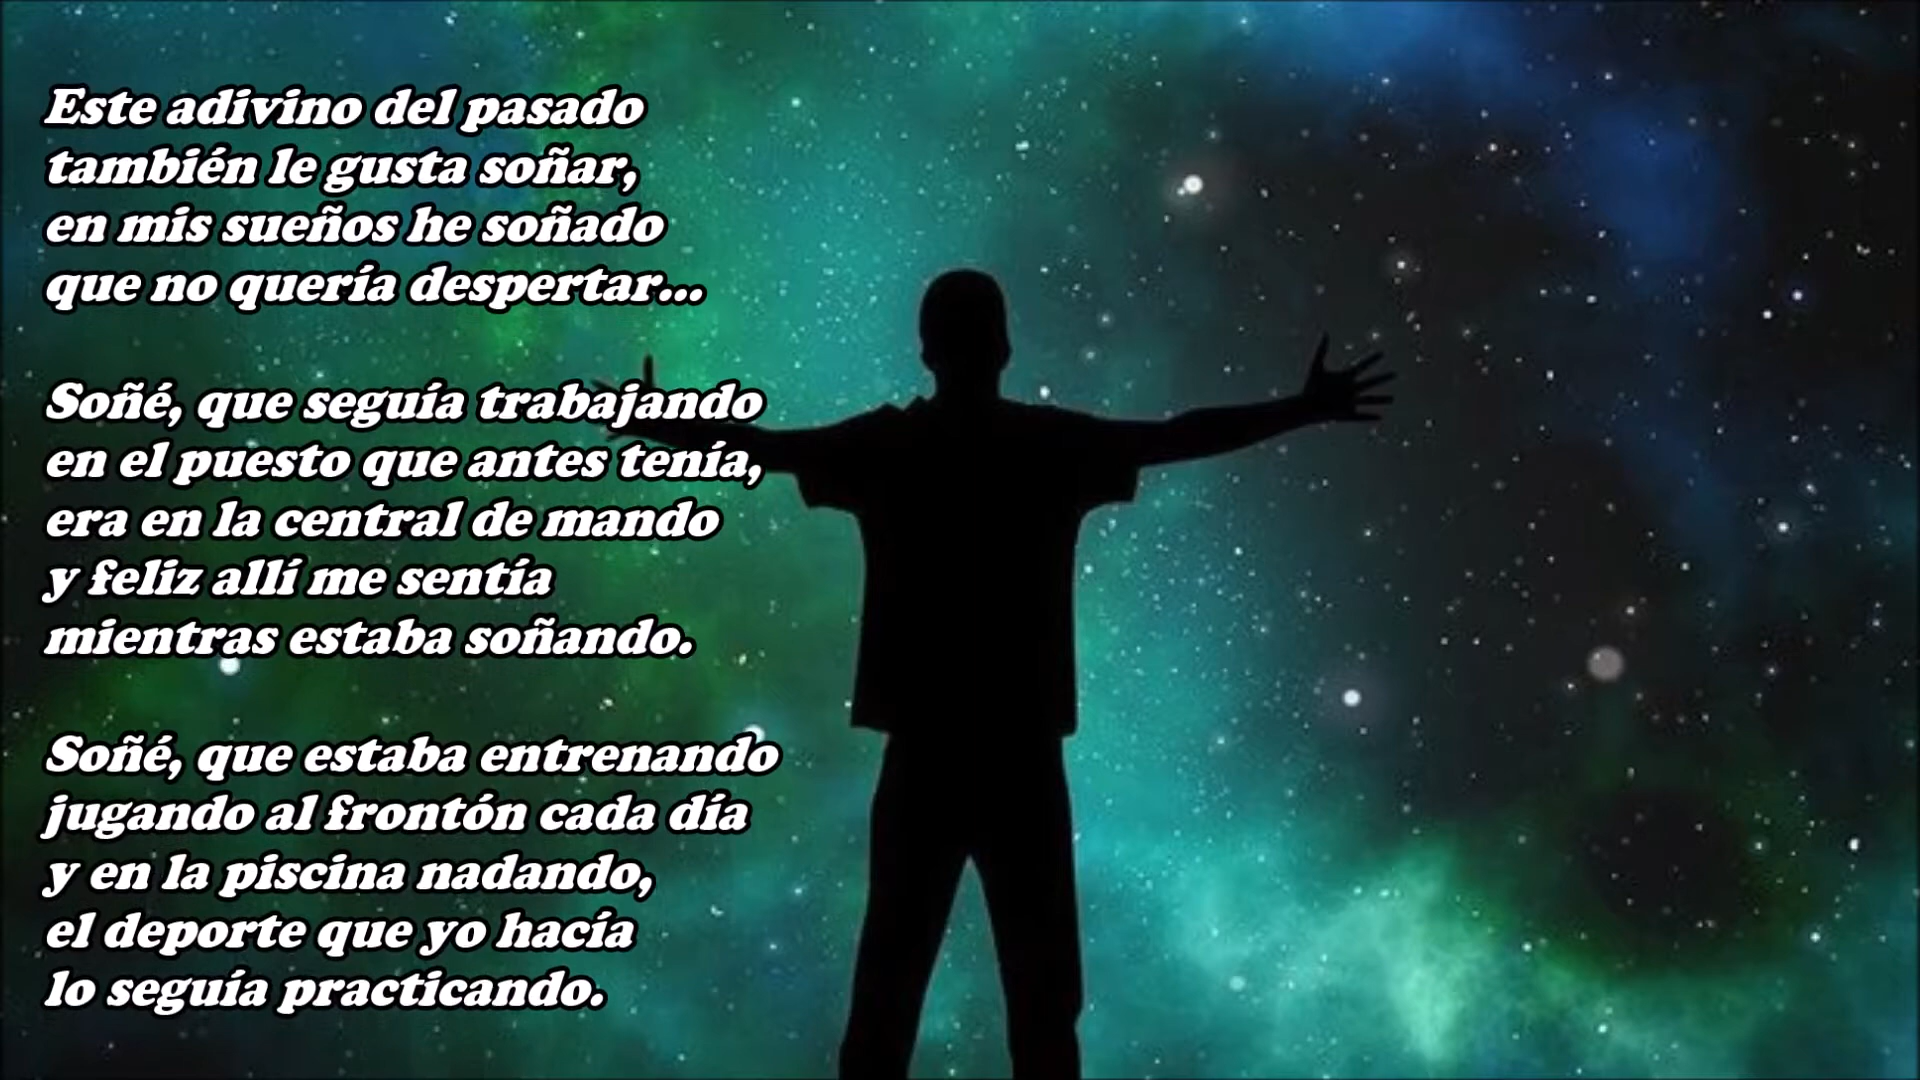 Este adivino del pasado
también le gusta soñar,
en mis sueños he soñado
que no quería despertar...
Soñé, que seguía trabajando
en el puesto que antes tenía,
era en la central de mando
y feliz allí me sentía
mientras estaba soñando.
Soñé, que estaba entrenando
jugando al frontón cada día
y en la piscina nadando,
el deporte que yo hacía
lo seguía practicando.